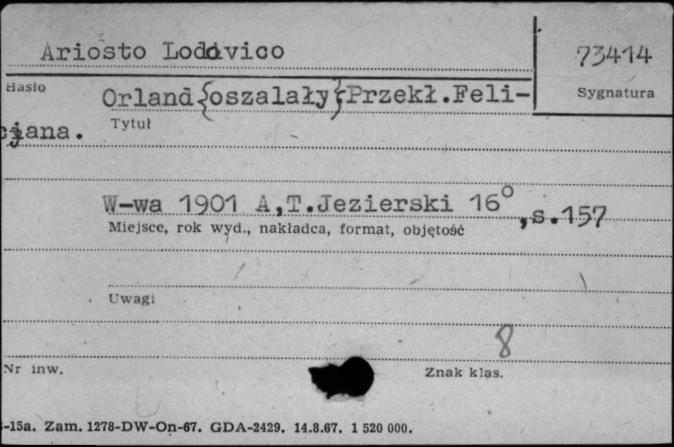 Ariosto Lodovico
73414
Hasło
Sygnatura
Orland {oszalały} Przekł.Feli-
Tytuł
cjana.
W-wa 1901 A,T.Jezierski 16° ,s.157
Miejsce, rok wyd., nakładca, format, objętość
Uwagi
8
Nr inw.
Znak klas.
-15a. Zam. 1278-DW-On-67. GDA-2429. 14.8.67. 1 520 000.